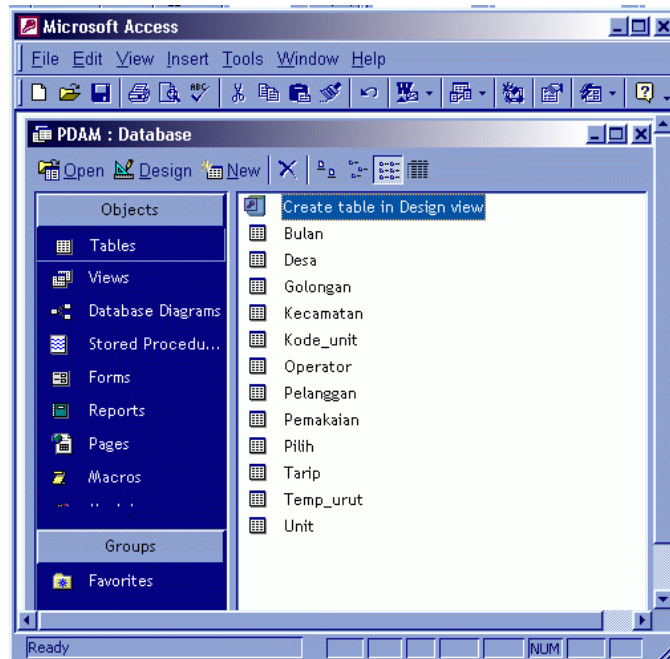 Microsoft Access
File Edit View Insert Tools Window Help
ABC
PDAM : Database
Open Design New
Objects
Tables
Views
Database Diagrams
Stored Procedu...
Forms
Reports
Pages
Macros
Groups
Favorites
Create table in Design view
Bulan
Desa
Golongan
Kecamatan
Kode_unit
Operator
Pelanggan
Pemakaian
Pilih
Tarip
Temp_urut
Unit
Ready
NUM